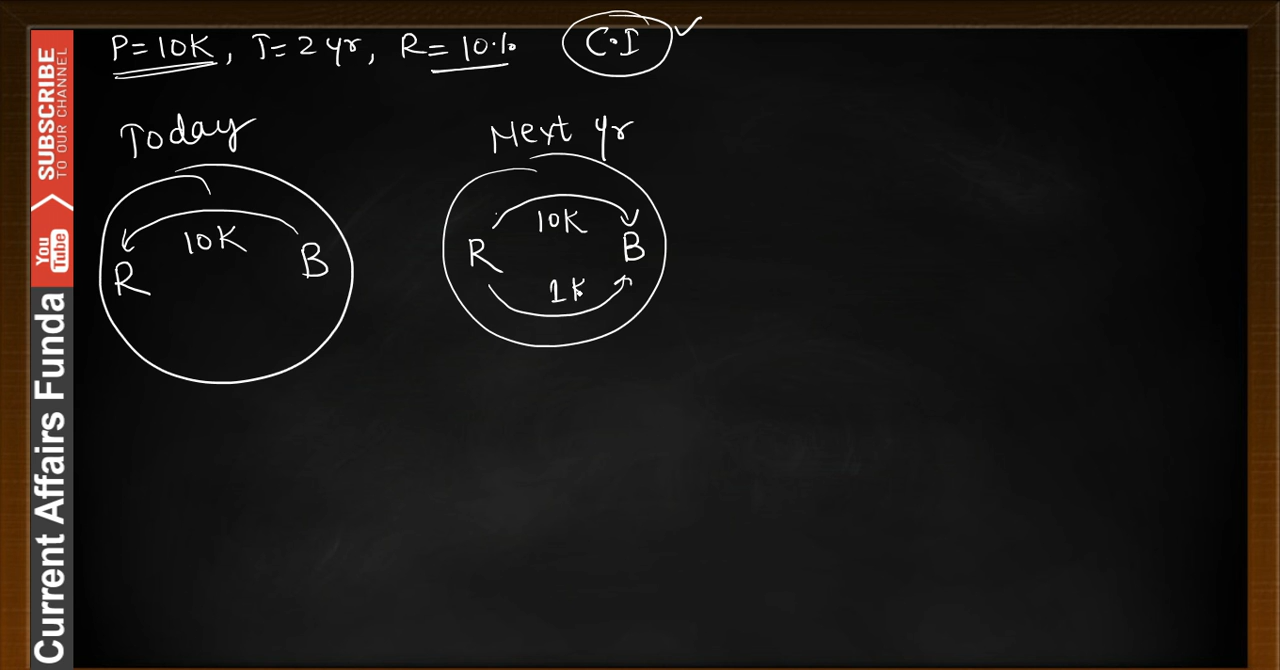 P=10K, T=2yr, R=10% C.I
Today
Next yr
10K
R
B
10K
R
B
1K
SUBSCRIBE
TO OUR CHANNEL
You
Tube
Current Affairs Funda